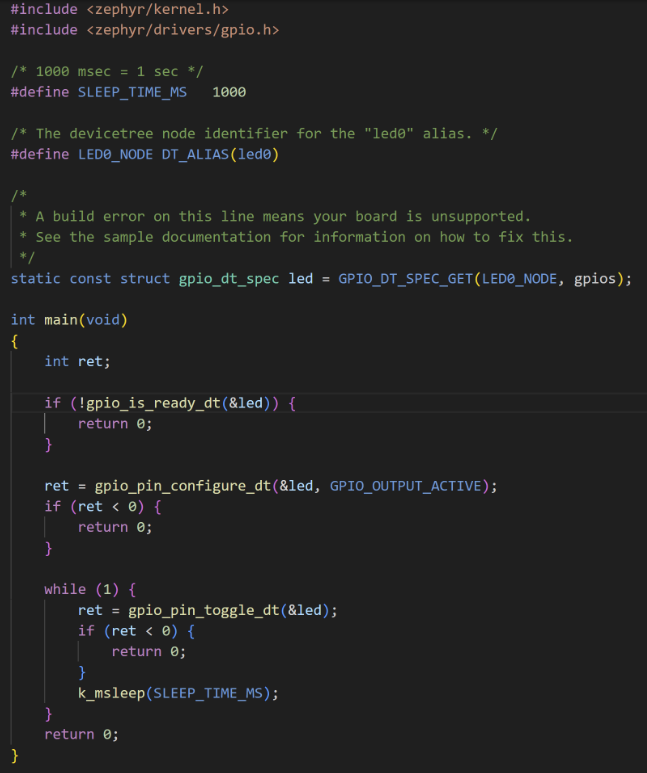 #include <zephyr/kernel.h>
#include <zephyr/drivers/gpio.h>

/* 1000 msec = 1 sec */
#define SLEEP_TIME_MS   1000

/* The devicetree node identifier for the "led0" alias. */
#define LED0_NODE DT_ALIAS(led0)

/*
 * A build error on this line means your board is unsupported.
 * See the sample documentation for information on how to fix this.
 */
static const struct gpio_dt_spec led = GPIO_DT_SPEC_GET(LED0_NODE, gpios);

int main(void)
{
    int ret;

    if (!gpio_is_ready_dt(&led)) {
        return 0;
    }

    ret = gpio_pin_configure_dt(&led, GPIO_OUTPUT_ACTIVE);
    if (ret < 0) {
        return 0;
    }

    while (1) {
        ret = gpio_pin_toggle_dt(&led);
        if (ret < 0) {
            return 0;
        }
        k_msleep(SLEEP_TIME_MS);
    }
    return 0;
}